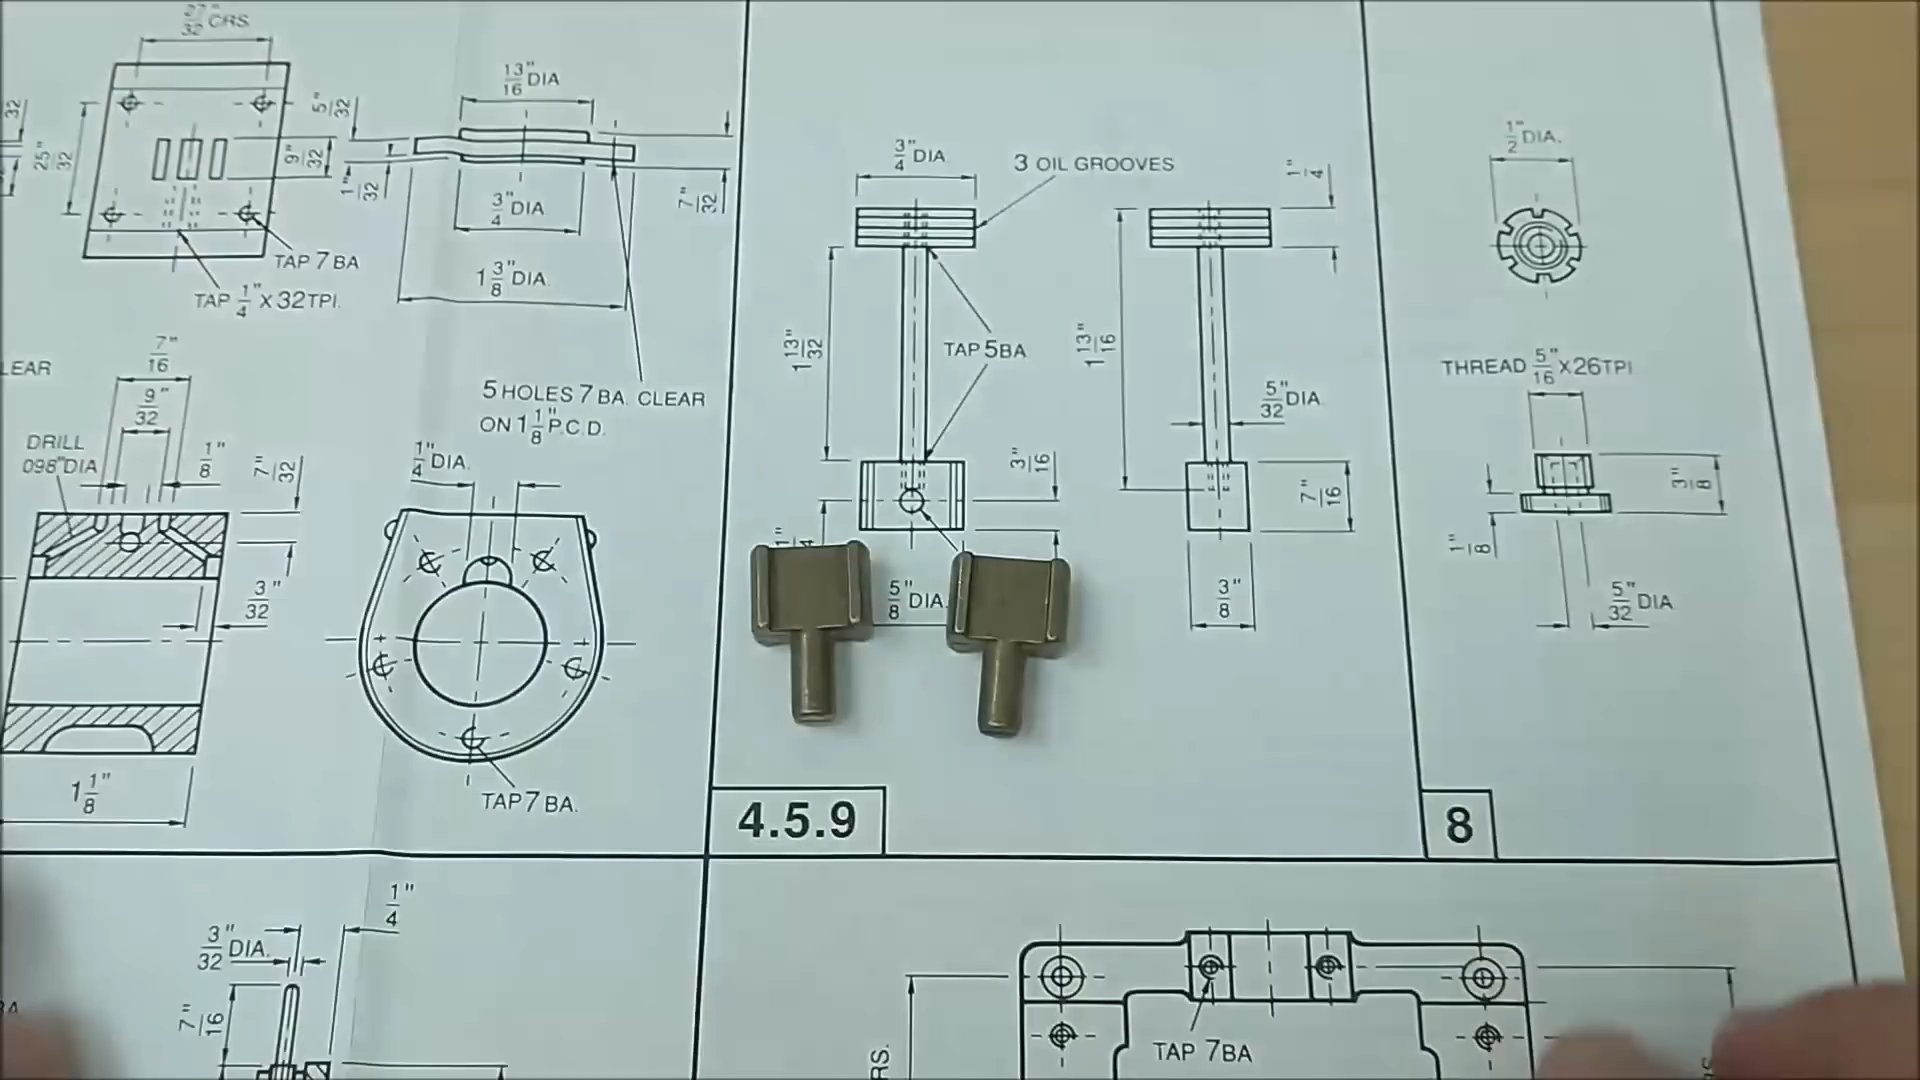 27"/32 CRS.
32
25"/32
5"/32
9"/32
1"/32
13"/16 DIA
3"/4 DIA
1 3"/8 DIA.
7"/32
TAP 7 BA
TAP 1"/4 X 32TPI.
5 HOLES 7 BA. CLEAR
ON 1 1"/8 P.C.D.
LEAR
7"/16
9"/32
DRILL
098"DIA
1"/8
7"/32
3"/32
1 1"/8
1"/4 DIA.
TAP 7 BA.
3"/4 DIA
3 OIL GROOVES
1"/4
1 13"/32
TAP 5BA
1 13"/16
5"/32 DIA
3"/16
7"/16
5/8 DIA.
3"/8
4.5.9
1"/2 DIA.
THREAD 5"/16 X 26TPI
3"/8
1"/8
5"/32 DIA
8
3"/32 DIA.
1"/4
7"/16
BA
TAP 7BA
RS.